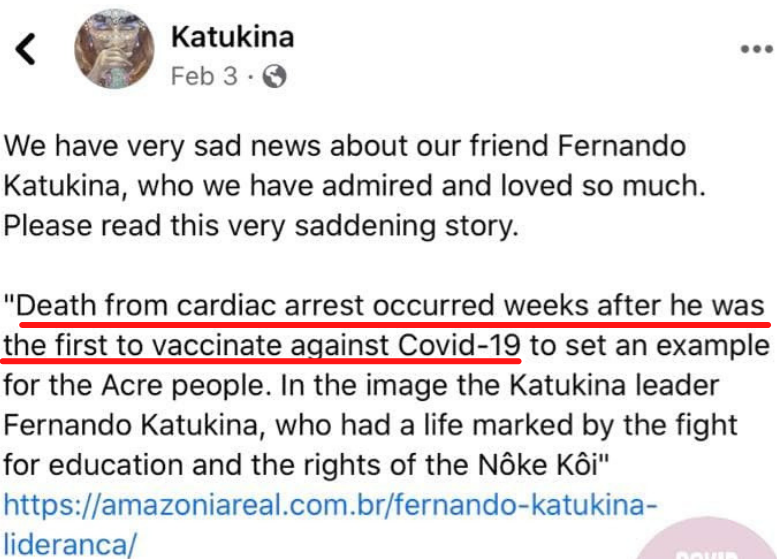 Katukina
Feb 3 ·
We have very sad news about our friend Fernando
Katukina, who we have admired and loved so much.
Please read this very saddening story.
"Death from cardiac arrest occurred weeks after he was
the first to vaccinate against Covid-19 to set an example
for the Acre people. In the image the Katukina leader
Fernando Katukina, who had a life marked by the fight
for education and the rights of the Nôke Kôi"
https://amazoniareal.com.br/fernando-katukina-
lideranca/